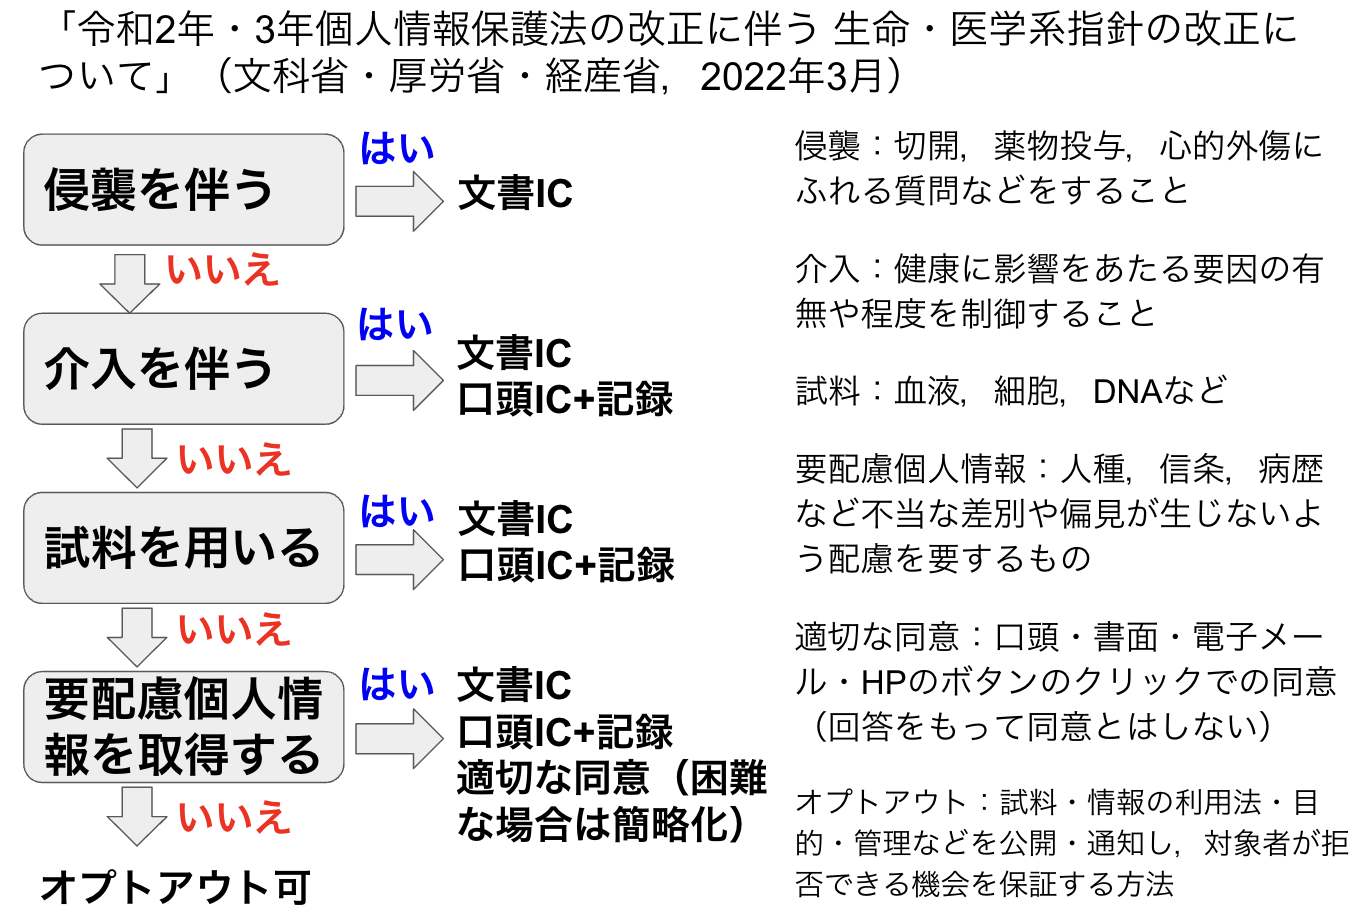 「令和2年・3年個人情報保護法の改正に伴う 生命・医学系指針の改正に
ついて」（文科省・厚労省・経産省，2022年3月）
侵襲を伴う
はい
文書IC
いいえ
介入を伴う
はい
文書IC
口頭IC+記録
いいえ
試料を用いる
はい
文書IC
口頭IC+記録
いいえ
要配慮個人情
報を取得する
はい
文書IC
口頭IC+記録
適切な同意（困難
な場合は簡略化）
いいえ
オプトアウト可
侵襲：切開，薬物投与，心的外傷に
ふれる質問などをすること
介入：健康に影響をあたる要因の有
無や程度を制御すること
試料：血液，細胞，DNAなど
要配慮個人情報：人種，信条，病歴
など不当な差別や偏見が生じないよ
う配慮を要するもの
適切な同意：口頭・書面・電子メー
ル・HPのボタンのクリックでの同意
（回答をもって同意とはしない）
オプトアウト：試料・情報の利用法・目
的・管理などを公開・通知し，対象者が拒
否できる機会を保証する方法